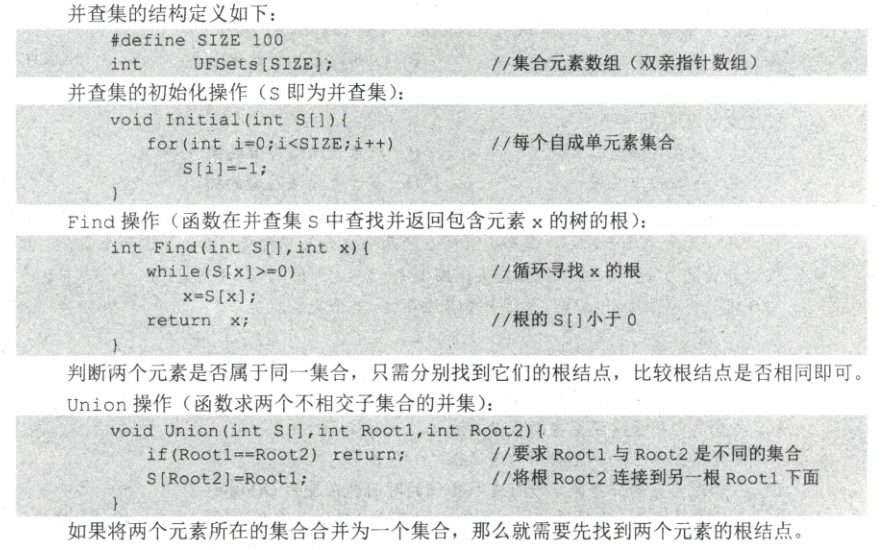 并查集的结构定义如下：
#define SIZE 100
int UFSets[SIZE]; //集合元素数组（双亲指针数组）
并查集的初始化操作（S 即为并查集）：
void Initial(int S[]){
for(int i=0;i<SIZE;i++) //每个自成单元素集合
S[i]=-1;
}
Find 操作（函数在并查集 S 中查找并返回包含元素 x 的树的根）：
int Find(int S[],int x){
while(S[x]>=0) //循环寻找 x 的根
x=S[x];
return x; //根的 S[]小于 0
}
判断两个元素是否属于同一集合，只需分别找到它们的根结点，比较根结点是否相同即可。
Union 操作（函数求两个不相交子集合的并集）：
void Union(int S[],int Root1,int Root2){
if(Root1==Root2) return; //要求 Root1 与 Root2 是不同的集合
S[Root2]=Root1; //将根 Root2 连接到另一根 Root1 下面
}
如果将两个元素所在的集合合并为一个集合，那么就需要先找到两个元素的根结点。